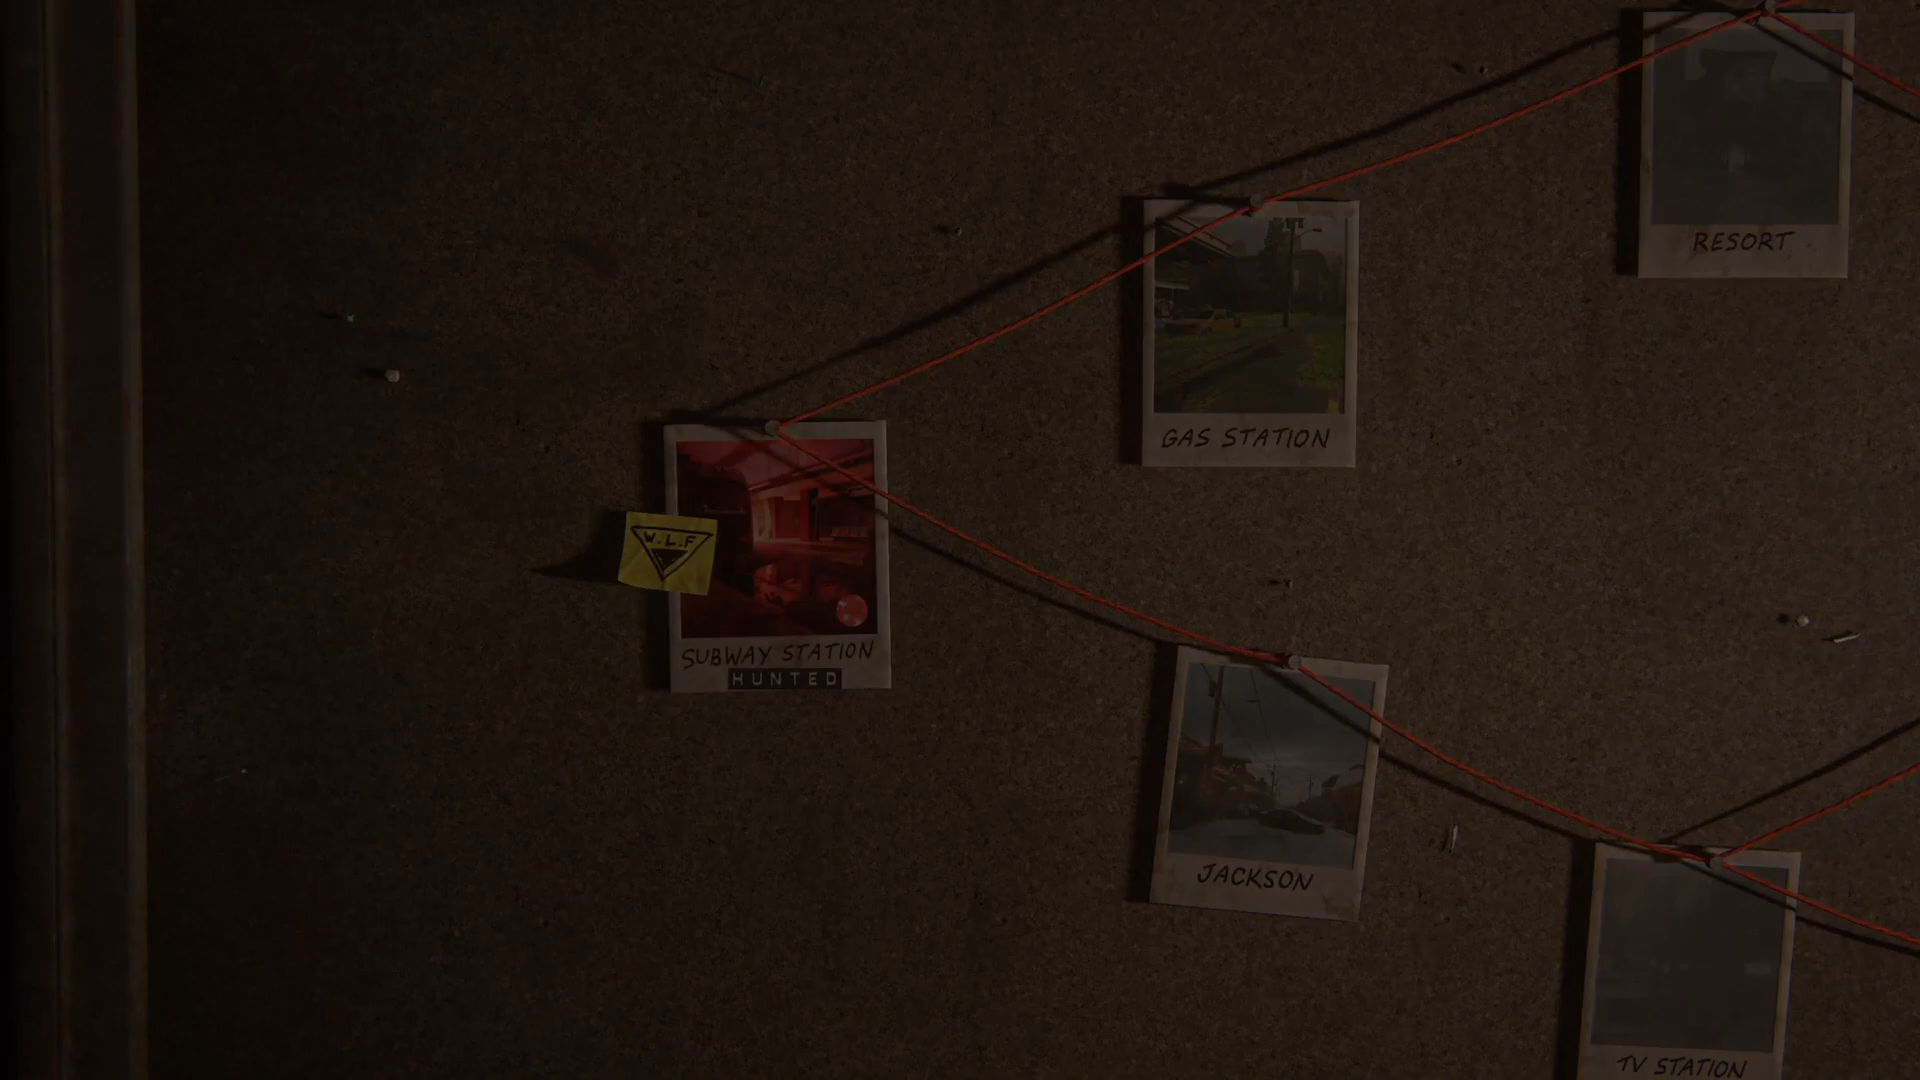 RESORT
GAS STATION
W.L.F
SUBWAY STATION
HUNTED
JACKSON
TV STATION